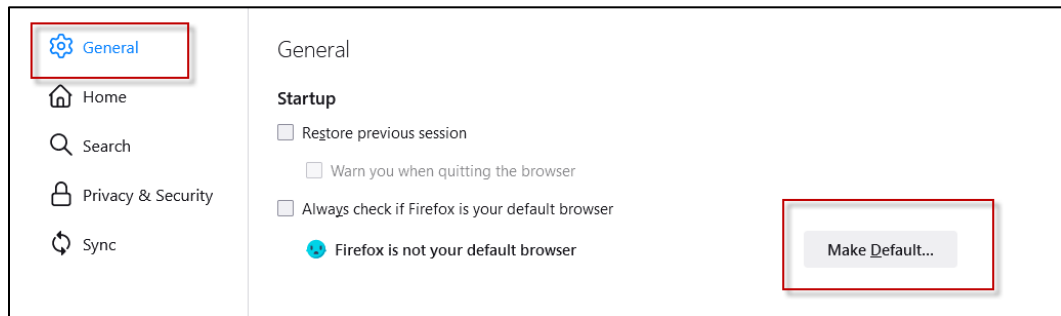 General
Home
Search
Privacy & Security
Sync
General
Startup
Restore previous session
Warn you when quitting the browser
Always check if Firefox is your default browser
Firefox is not your default browser
Make Default...